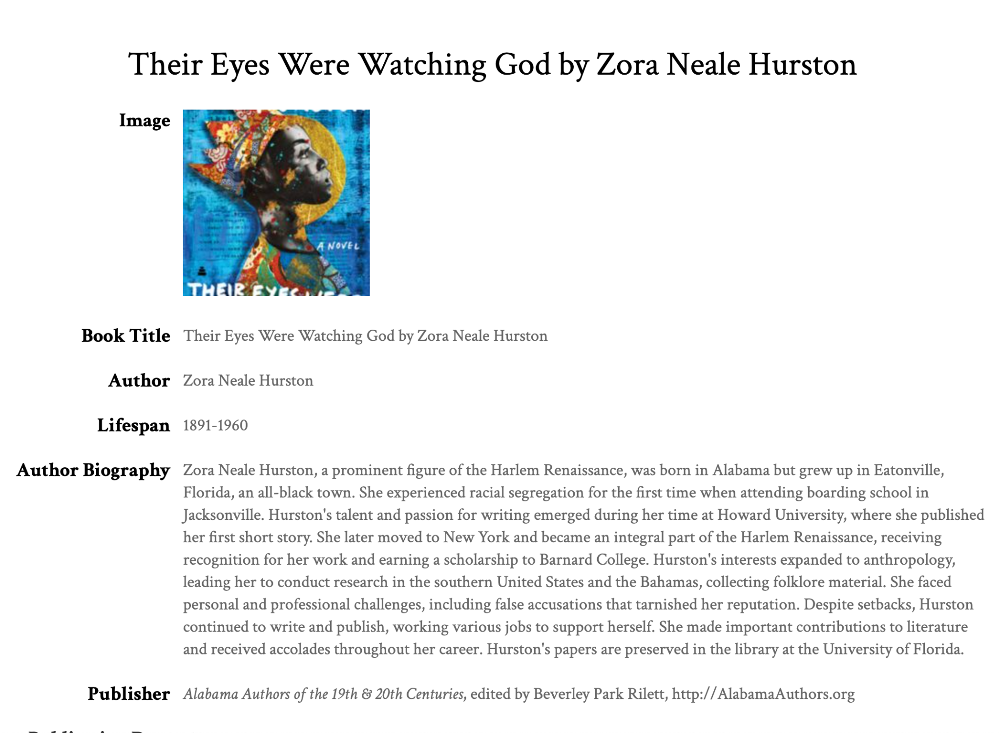 Their Eyes Were Watching God by Zora Neale Hurston
Image
A NOVEL
THEIR EYES WERE
Book Title Their Eyes Were Watching God by Zora Neale Hurston
Author Zora Neale Hurston
Lifespan 1891-1960
Author Biography Zora Neale Hurston, a prominent figure of the Harlem Renaissance, was born in Alabama but grew up in Eatonville,
Florida, an all-black town. She experienced racial segregation for the first time when attending boarding school in
Jacksonville. Hurston's talent and passion for writing emerged during her time at Howard University, where she published
her first short story. She later moved to New York and became an integral part of the Harlem Renaissance, receiving
recognition for her work and earning a scholarship to Barnard College. Hurston's interests expanded to anthropology,
leading her to conduct research in the southern United States and the Bahamas, collecting folklore material. She faced
personal and professional challenges, including false accusations that tarnished her reputation. Despite setbacks, Hurston
continued to write and publish, working various jobs to support herself. She made important contributions to literature
and received accolades throughout her career. Hurston's papers are preserved in the library at the University of Florida.
Publisher Alabama Authors of the 19th & 20th Centuries, edited by Beverley Park Rilett, http://AlabamaAuthors.org